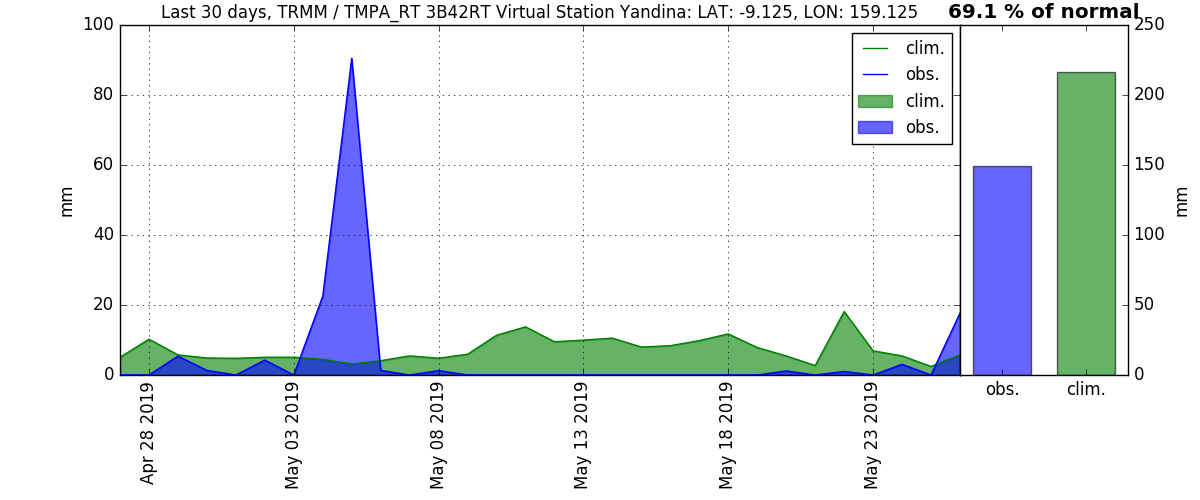 Last 30 days, TRMM / TMPA_RT 3B42RT Virtual Station Yandina: LAT: -9.125, LON: 159.125
69.1 % of normal
100
80
60
40
20
0
mm
clim.
obs.
clim.
obs.
250
200
150
100
50
0
mm
obs.
clim.
Apr 28 2019
May 03 2019
May 08 2019
May 13 2019
May 18 2019
May 23 2019